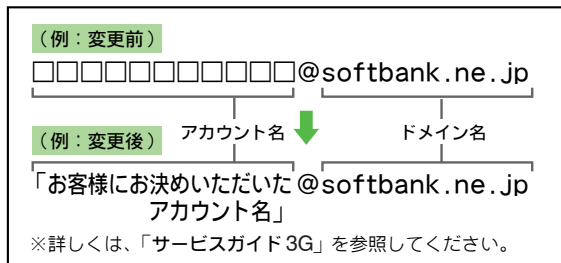 （例：変更前）
□□□□□□□□□□□@softbank.ne.jp
アカウント名 ドメイン名
（例：変更後）
「お客様にお決めいただいた@softbank.ne.jp
アカウント名」
※詳しくは、「サービスガイド3G」を参照してください。